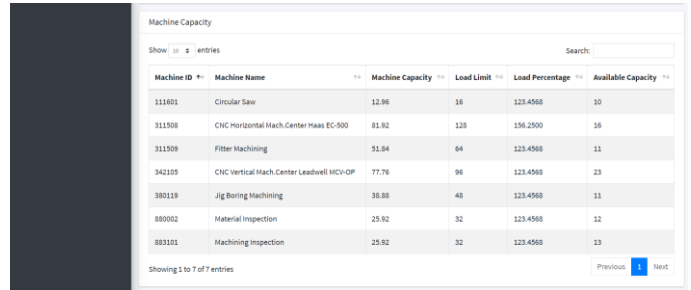 Machine Capacity
Show 10 entries Search:
Machine ID Machine Name Machine Capacity Load Limit Load Percentage Available Capacity
111601 Circular Saw 12.96 16 123.4568 10
311508 CNC Horizontal Mach.Center Haas EC-500 81.92 128 156.2500 16
311509 Fitter Machining 51.84 64 123.4568 11
342105 CNC Vertical Mach.Center Leadwell MCV-OP 77.76 96 123.4568 23
380119 Jig Boring Machining 38.88 48 123.4568 11
880002 Material Inspection 25.92 32 123.4568 12
883101 Machining Inspection 25.92 32 123.4568 13
Showing 1 to 7 of 7 entries Previous 1 Next